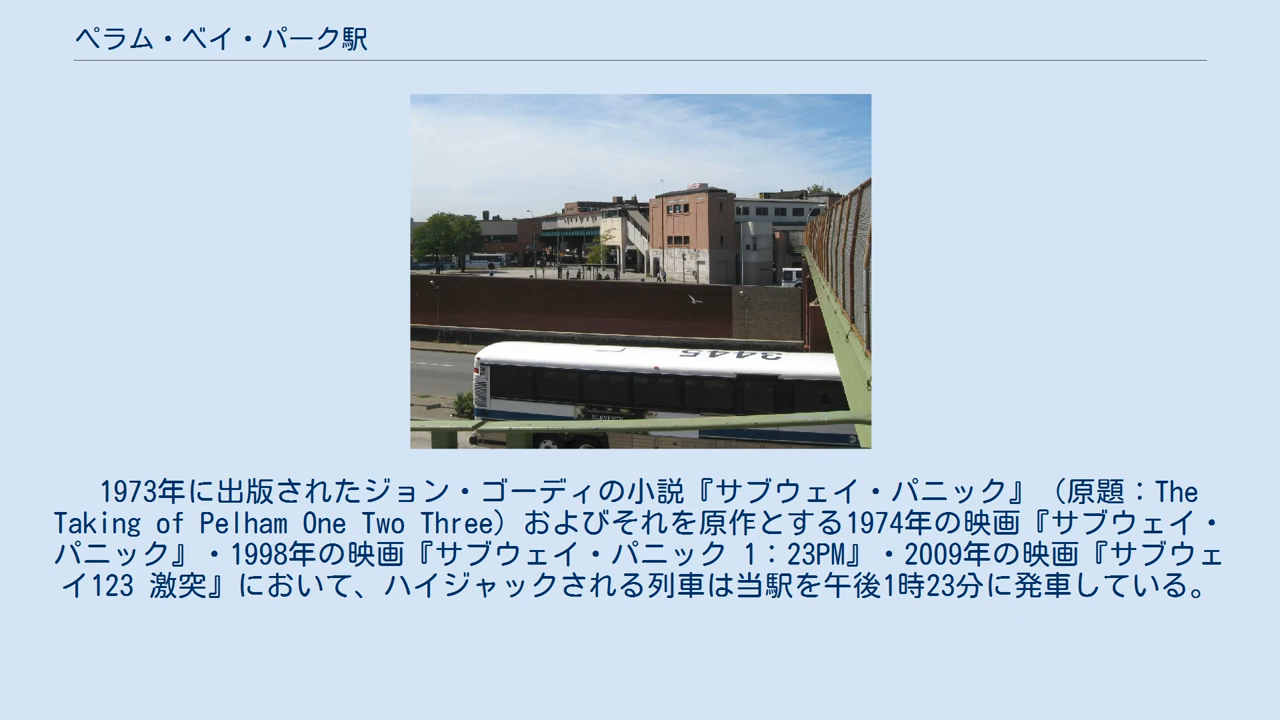 ペラム・ベイ・パーク駅
3445
1973年に出版されたジョン・ゴーディの小説『サブウェイ・パニック』（原題：The
Taking of Pelham One Two Three）およびそれを原作とする1974年の映画『サブウェイ・
パニック』・1998年の映画『サブウェイ・パニック 1：23PM』・2009年の映画『サブウェ
イ123 激突』において、ハイジャックされる列車は当駅を午後1時23分に発車している。